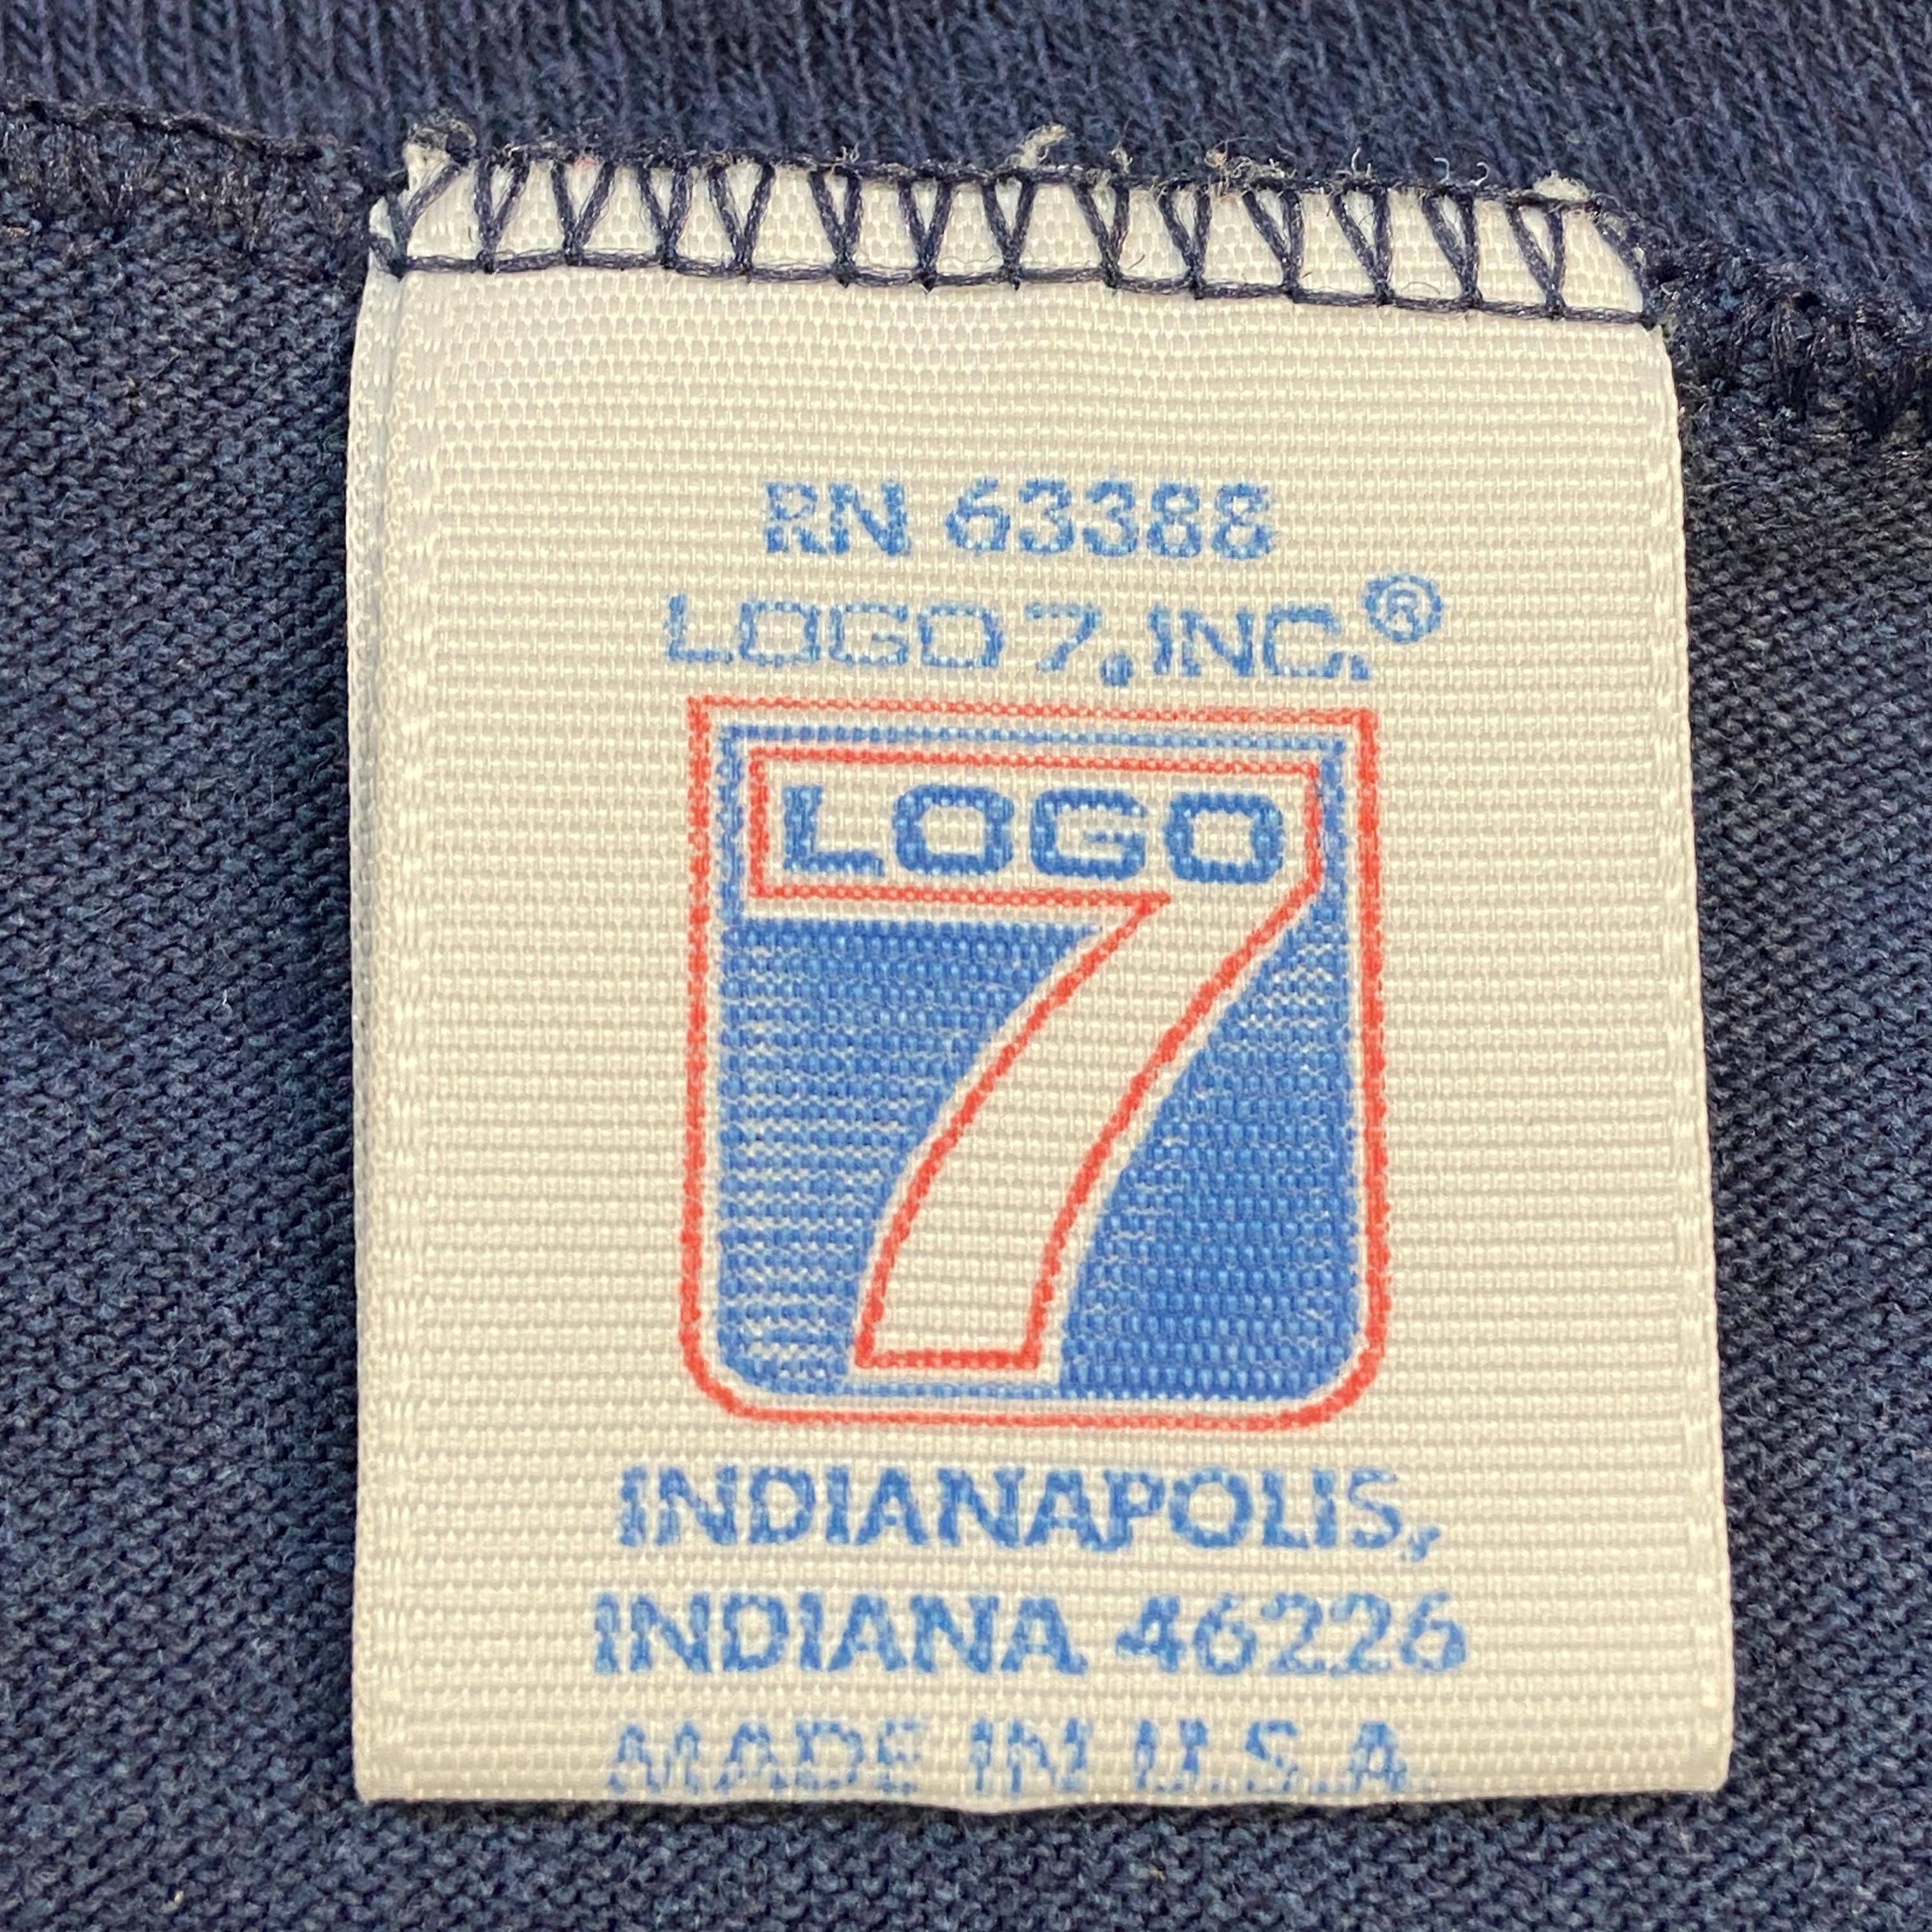 RN 63388
LOGO 7, INC.®
LOGO
7
INDIANAPOLIS,
INDIANA 46226
MADE IN U.S.A.